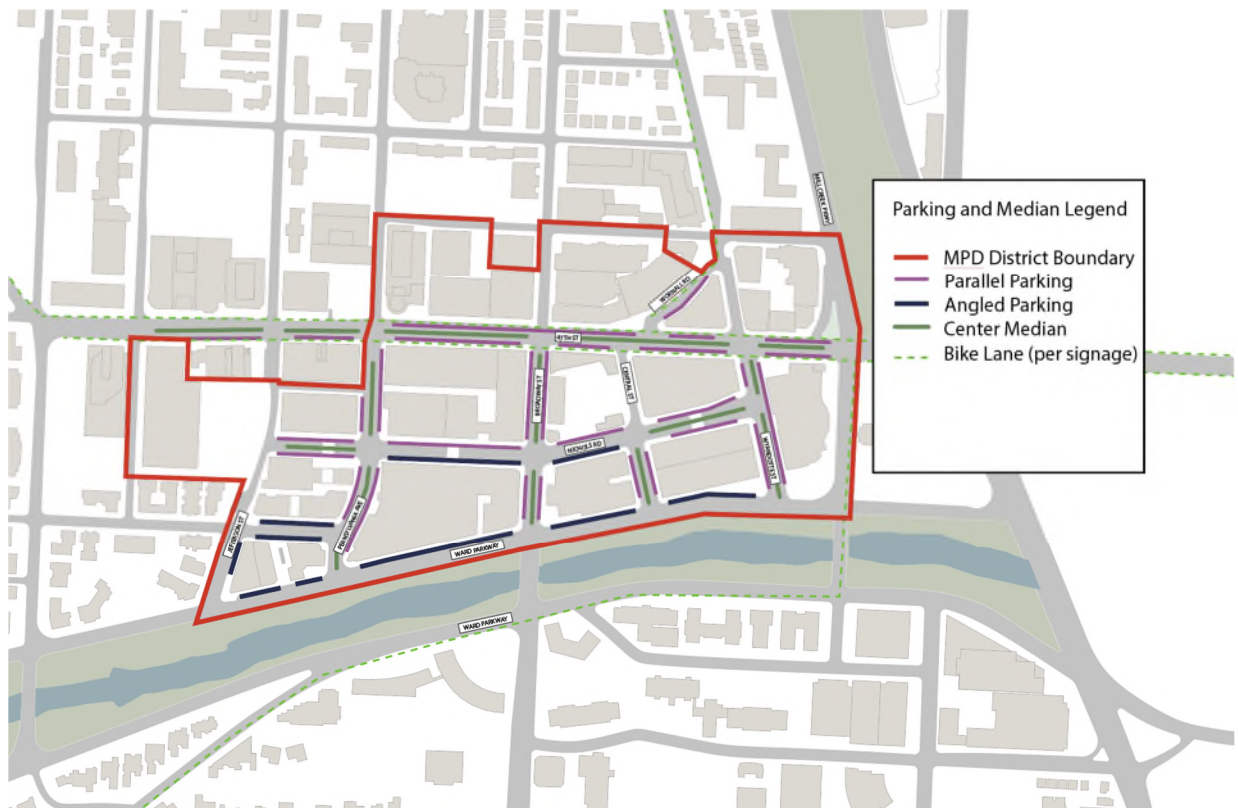 MILL CREEK PKWY
Parking and Median Legend
MPD District Boundary
Parallel Parking
Angled Parking
Center Median
Bike Lane (per signage)
WORNALL RD
47TH ST
BROADWAY ST
CENTRAL ST
NICHOLS RD
WYANDOTTE ST
JEFFERSON ST
PENNSYLVANIA AVE
WARD PARKWAY
WARD PARKWAY